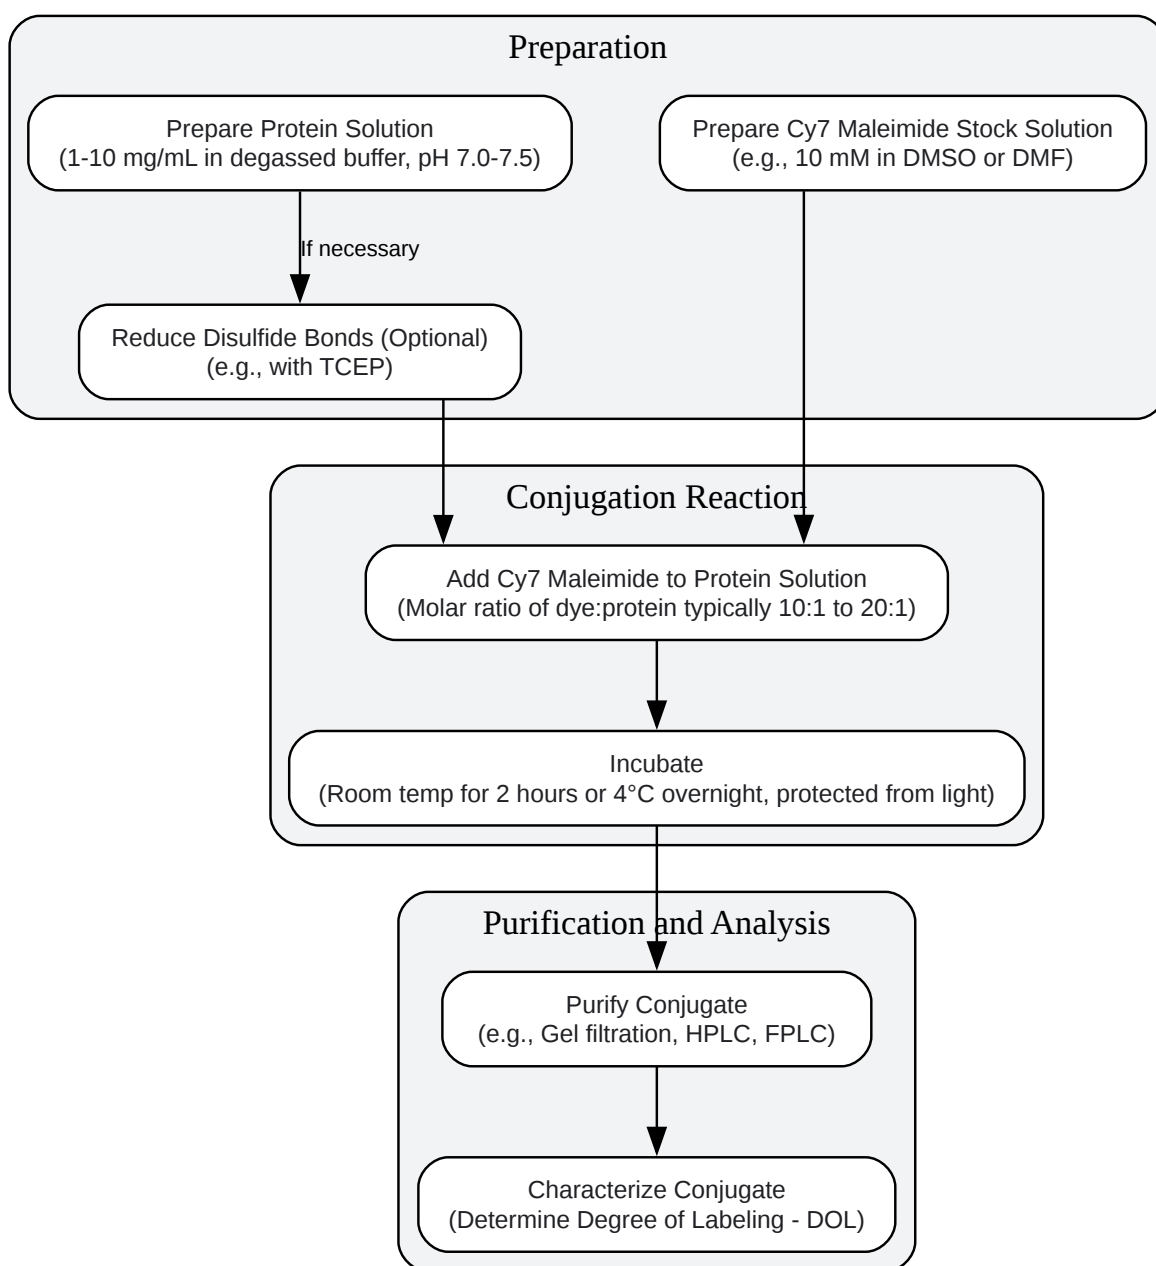 Preparation
Prepare Protein Solution
(1-10 mg/mL in degassed buffer, pH 7.0-7.5)
Prepare Cy7 Maleimide Stock Solution
(e.g., 10 mM in DMSO or DMF)
If necessary
Reduce Disulfide Bonds (Optional)
(e.g., with TCEP)
Conjugation Reaction
Add Cy7 Maleimide to Protein Solution
(Molar ratio of dye:protein typically 10:1 to 20:1)
Incubate
(Room temp for 2 hours or 4°C overnight, protected from light)
Purification and Analysis
Purify Conjugate
(e.g., Gel filtration, HPLC, FPLC)
Characterize Conjugate
(Determine Degree of Labeling - DOL)